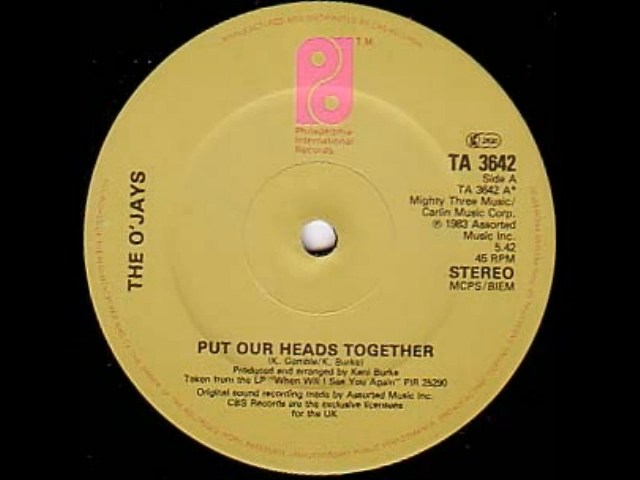 T.M.
Philadelphia
International
Records
THE O'JAYS
TA 3642
Side A
TA 3642 A*
Mighty Three Music/
Carlin Music Corp.
℗ 1983 Assorted
Music Inc.
5.42
45 RPM
STEREO
MCPS/BIEM
PUT OUR HEADS TOGETHER
(K. Gamble/K. Burke)
Produced and arranged by Keni Burke
Taken from the LP "When Will I See You Again" PIR 25290
Original sound recording made by Assorted Music Inc.
CBS Records are the exclusive licensees
for the UK